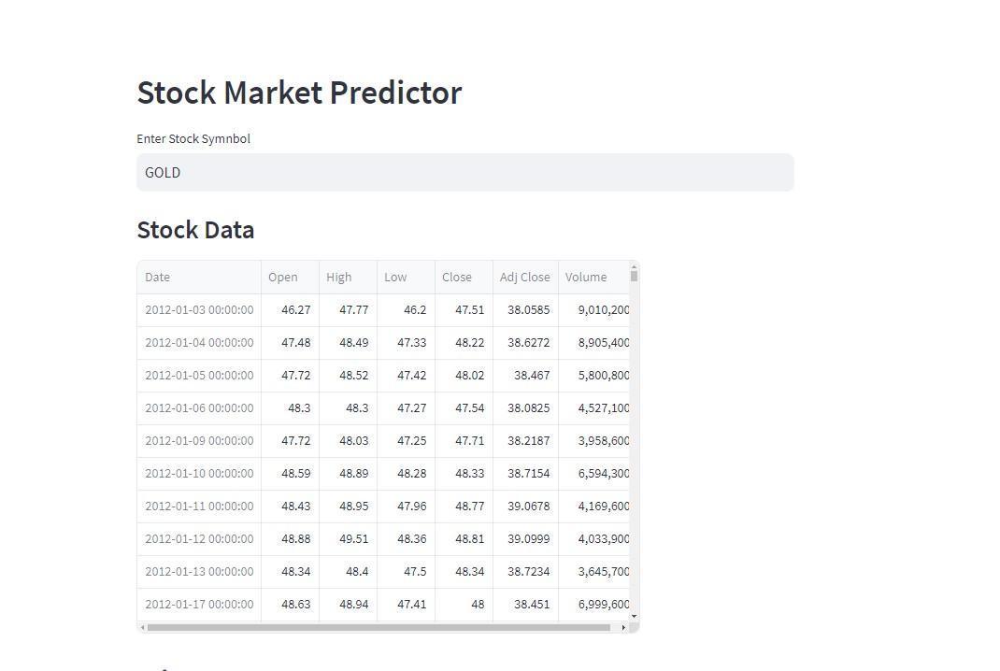 Stock Market Predictor
Enter Stock Symnbol
GOLD
Stock Data
Date Open High Low Close Adj Close Volume
2012-01-03 00:00:00 46.27 47.77 46.2 47.51 38.0585 9,010,200
2012-01-04 00:00:00 47.48 48.49 47.33 48.22 38.6272 8,905,400
2012-01-05 00:00:00 47.72 48.52 47.42 48.02 38.467 5,800,800
2012-01-06 00:00:00 48.3 48.3 47.27 47.54 38.0825 4,527,100
2012-01-09 00:00:00 47.72 48.03 47.25 47.71 38.2187 3,958,600
2012-01-10 00:00:00 48.59 48.89 48.28 48.33 38.7154 6,594,300
2012-01-11 00:00:00 48.43 48.95 47.96 48.77 39.0678 4,169,600
2012-01-12 00:00:00 48.88 49.51 48.36 48.81 39.0999 4,033,900
2012-01-13 00:00:00 48.34 48.4 47.5 48.34 38.7234 3,645,700
2012-01-17 00:00:00 48.63 48.94 47.41 48 38.451 6,999,600